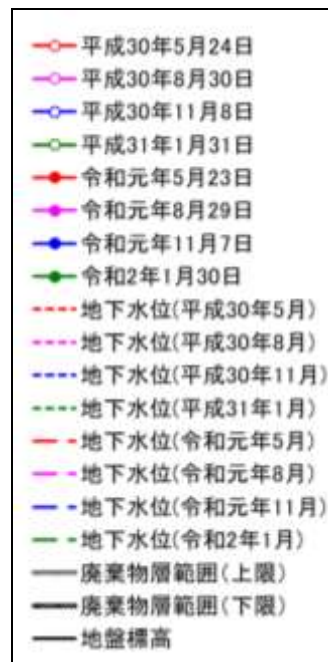 平成30年5月24日
平成30年8月30日
平成30年11月8日
平成31年1月31日
令和元年5月23日
令和元年8月29日
令和元年11月7日
令和2年1月30日
地下水位(平成30年5月)
地下水位(平成30年8月)
地下水位(平成30年11月)
地下水位(平成31年1月)
地下水位(令和元年5月)
地下水位(令和元年8月)
地下水位(令和元年11月)
地下水位(令和2年1月)
廃棄物層範囲(上限)
廃棄物層範囲(下限)
地盤標高